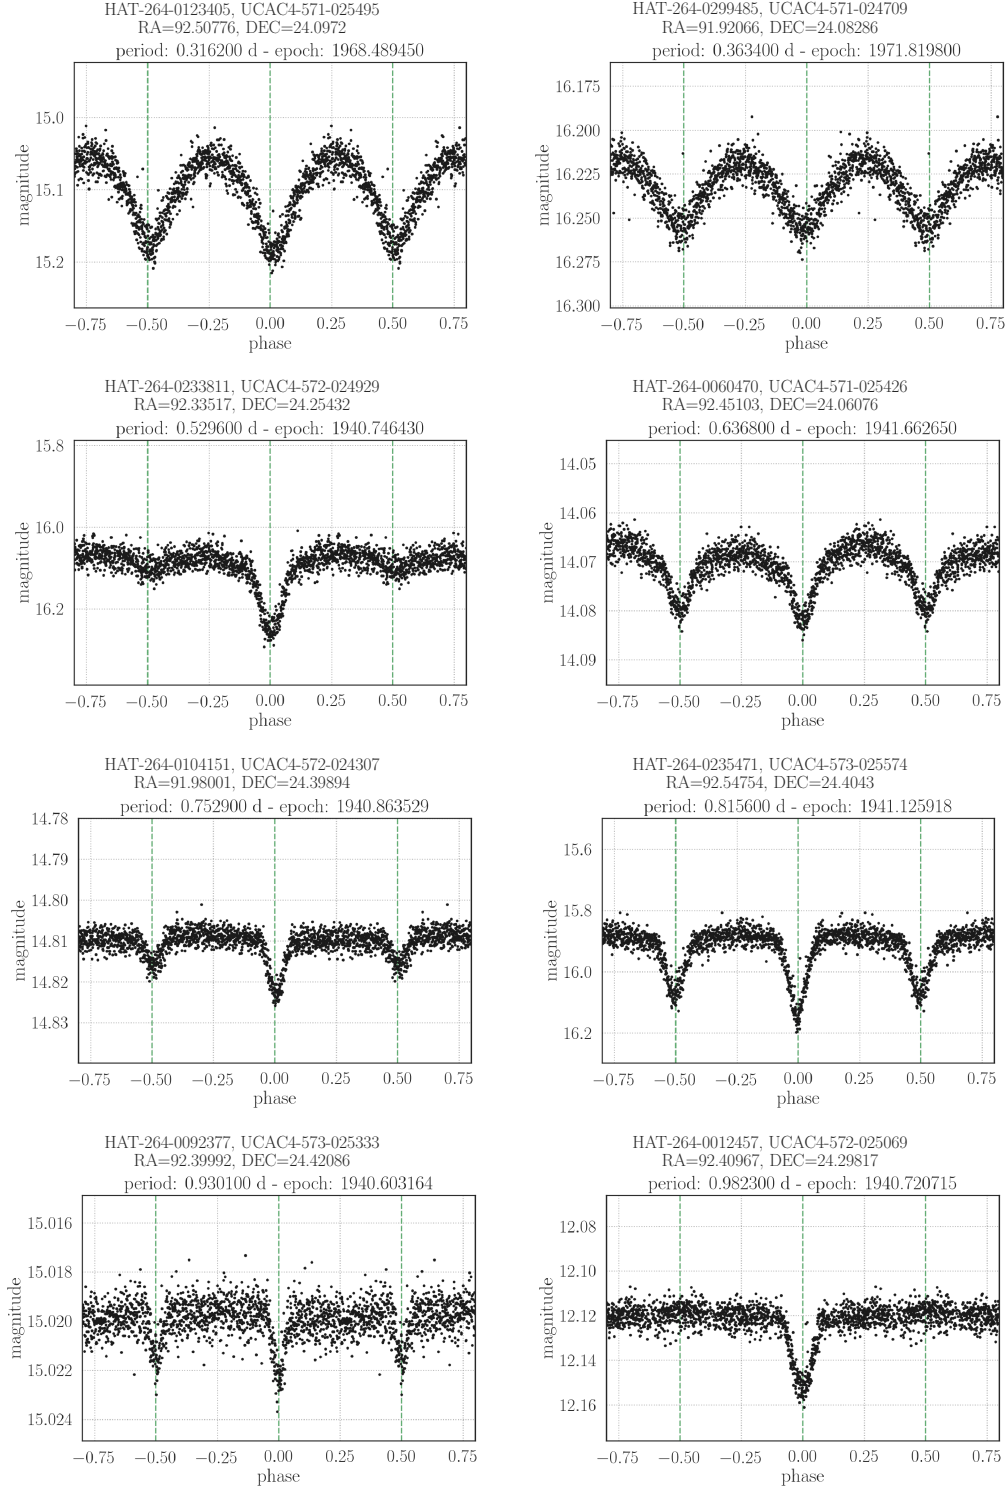 HAT-264-0123405, UCAC4-571-025495
RA=92.50776, DEC=24.0972
period: 0.316200 d - epoch: 1968.489450
15.0
15.1
15.2
magnitude
−0.75 −0.50 −0.25 0.00 0.25 0.50 0.75
phase
HAT-264-0299485, UCAC4-571-024709
RA=91.92066, DEC=24.08286
period: 0.363400 d - epoch: 1971.819800
16.175
16.200
16.225
16.250
16.275
16.300
magnitude
−0.75 −0.50 −0.25 0.00 0.25 0.50 0.75
phase
HAT-264-0233811, UCAC4-572-024929
RA=92.33517, DEC=24.25432
period: 0.529600 d - epoch: 1940.746430
15.8
16.0
16.2
magnitude
−0.75 −0.50 −0.25 0.00 0.25 0.50 0.75
phase
HAT-264-0060470, UCAC4-571-025426
RA=92.45103, DEC=24.06076
period: 0.636800 d - epoch: 1941.662650
14.05
14.06
14.07
14.08
14.09
magnitude
−0.75 −0.50 −0.25 0.00 0.25 0.50 0.75
phase
HAT-264-0104151, UCAC4-572-024307
RA=91.98001, DEC=24.39894
period: 0.752900 d - epoch: 1940.863529
14.78
14.79
14.80
14.81
14.82
14.83
magnitude
−0.75 −0.50 −0.25 0.00 0.25 0.50 0.75
phase
HAT-264-0235471, UCAC4-573-025574
RA=92.54754, DEC=24.4043
period: 0.815600 d - epoch: 1941.125918
15.6
15.8
16.0
16.2
magnitude
−0.75 −0.50 −0.25 0.00 0.25 0.50 0.75
phase
HAT-264-0092377, UCAC4-573-025333
RA=92.39992, DEC=24.42086
period: 0.930100 d - epoch: 1940.603164
15.016
15.018
15.020
15.022
15.024
magnitude
−0.75 −0.50 −0.25 0.00 0.25 0.50 0.75
phase
HAT-264-0012457, UCAC4-572-025069
RA=92.40967, DEC=24.29817
period: 0.982300 d - epoch: 1940.720715
12.08
12.10
12.12
12.14
12.16
magnitude
−0.75 −0.50 −0.25 0.00 0.25 0.50 0.75
phase